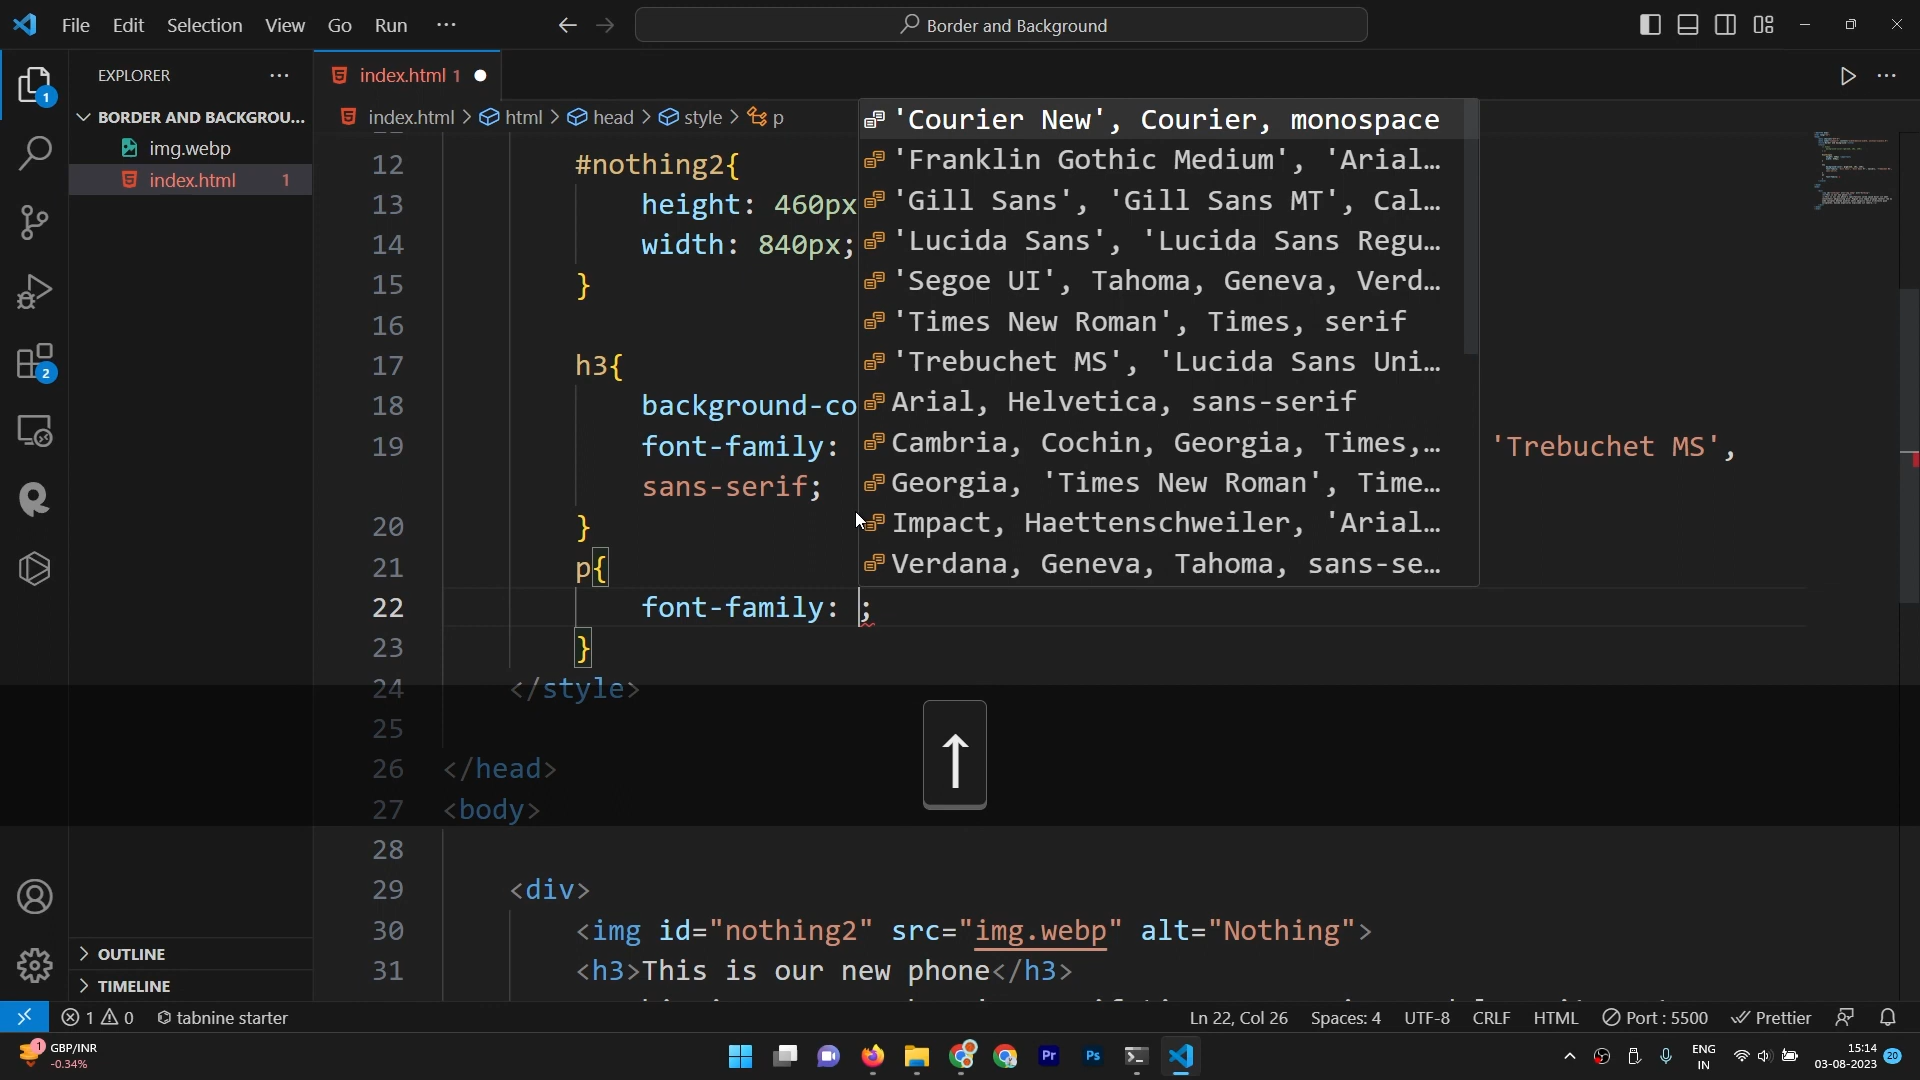 File Edit Selection View Go Run ···
Border and Background
EXPLORER ···
index.html 1
BORDER AND BACKGROU...
img.webp
index.html 1
index.html > html > head > style > p
'Courier New', Courier, monospace
'Franklin Gothic Medium', 'Arial…
'Gill Sans', 'Gill Sans MT', Cal…
'Lucida Sans', 'Lucida Sans Regu…
'Segoe UI', Tahoma, Geneva, Verd…
'Times New Roman', Times, serif
'Trebuchet MS', 'Lucida Sans Uni…
Arial, Helvetica, sans-serif
Cambria, Cochin, Georgia, Times,…
Georgia, 'Times New Roman', Time…
Impact, Haettenschweiler, 'Arial…
Verdana, Geneva, Tahoma, sans-se…
12 #nothing2{
13 height: 460px
14 width: 840px;
15 }
16
17 h3{
18 background-co
19 font-family: 'Trebuchet MS',
sans-serif;
20 }
21 p{
22 font-family: ;
23 }
24 </style>
25
26 </head>
27 <body>
28
29 <div>
30 <img id="nothing2" src="img.webp" alt="Nothing">
31 <h3>This is our new phone</h3>
↑
1
2
OUTLINE
TIMELINE
1 0 tabnine starter
Ln 22, Col 26 Spaces: 4 UTF-8 CRLF HTML Port : 5500 Prettier
1 GBP/INR
-0.34%
Pr Ps
ENG
IN
15:14
03-08-2023
20